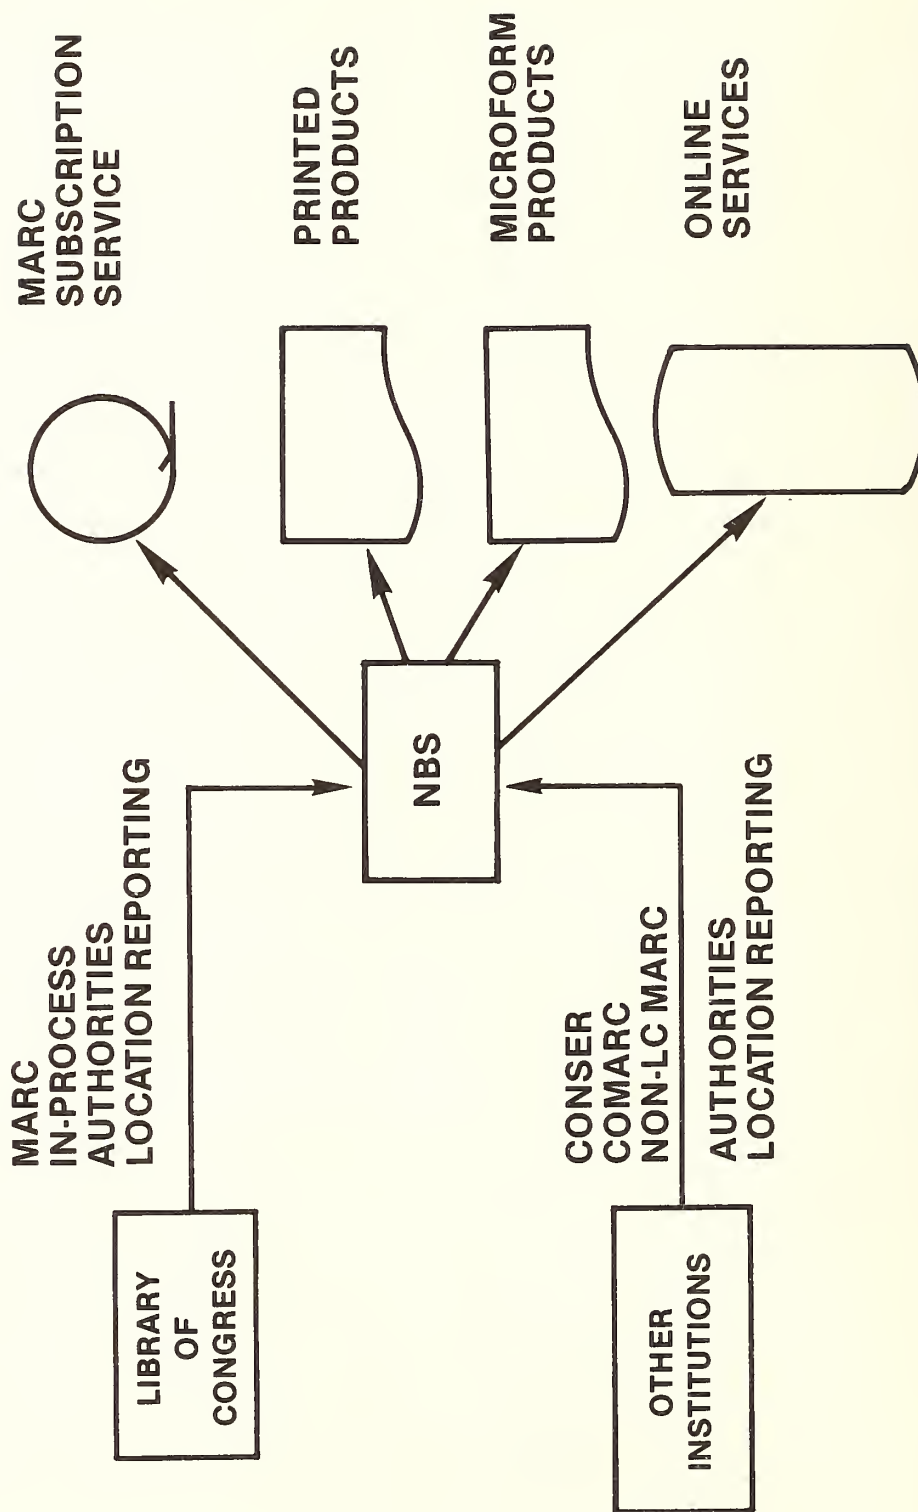 MARC
IN-PROCESS
AUTHORITIES
LOCATION REPORTING
LIBRARY
OF
CONGRESS
CONSER
COMARC
NON-LC MARC
AUTHORITIES
LOCATION REPORTING
OTHER
INSTITUTIONS
NBS
MARC
SUBSCRIPTION
SERVICE
PRINTED
PRODUCTS
MICROFORM
PRODUCTS
ONLINE
SERVICES